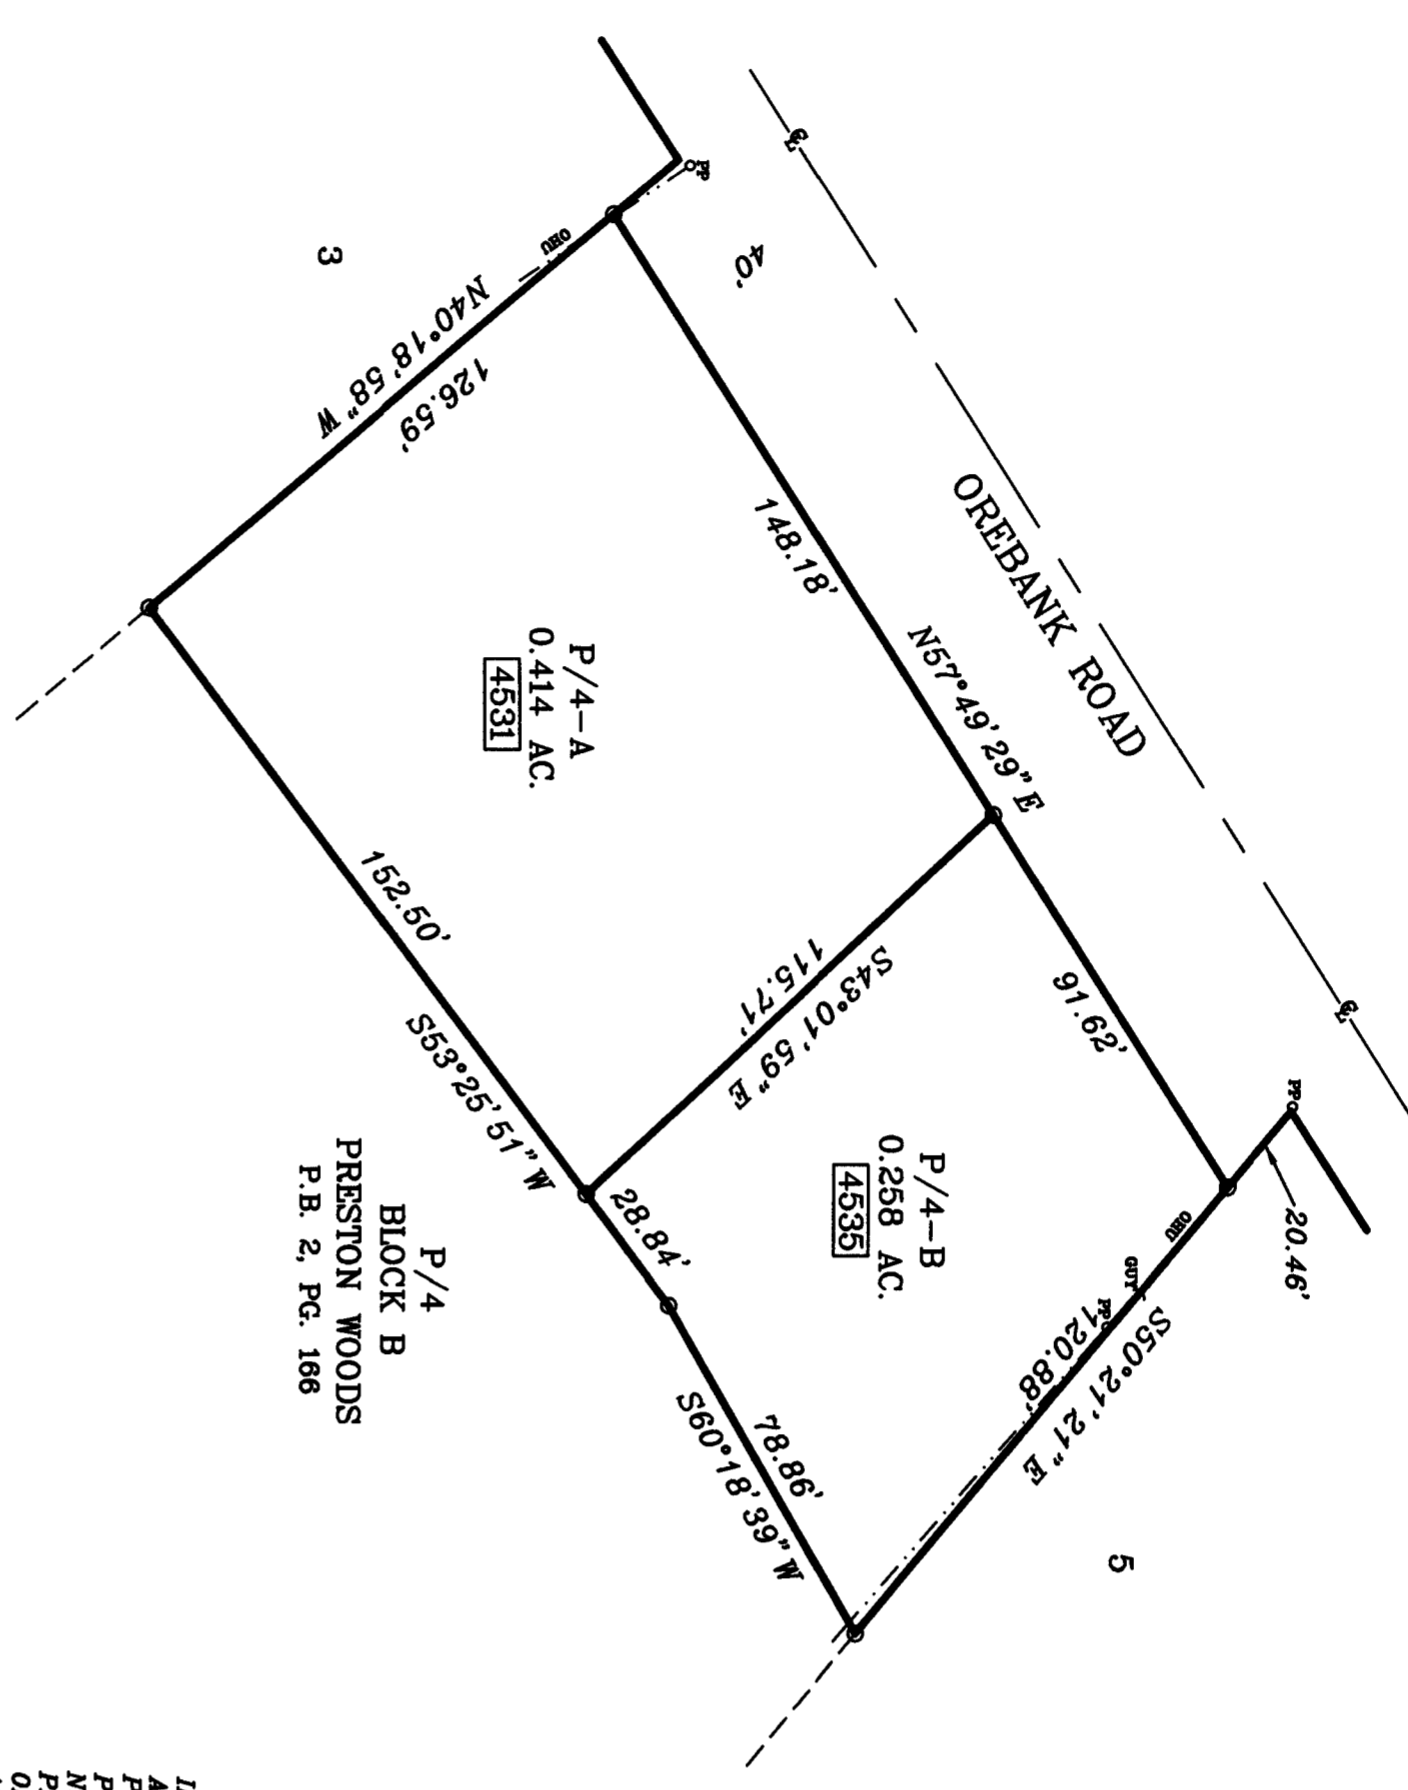 ℄
PP
40'
OREBANK ROAD
℄
3
OHU
N40°18'58"W
126.59'
148.18'
N57°49'29"E
91.62'
PP
20.46'
P/4-A
0.414 AC.
4531
S43°01'59"E
115.71'
P/4-B
0.258 AC.
4535
OHU
GUY
PP
S50°21'21"E
120.88'
5
152.50'
S53°25'51"W
28.84'
78.86'
S60°18'39"W
P/4
BLOCK B
PRESTON WOODS
P.B. 2, PG. 166